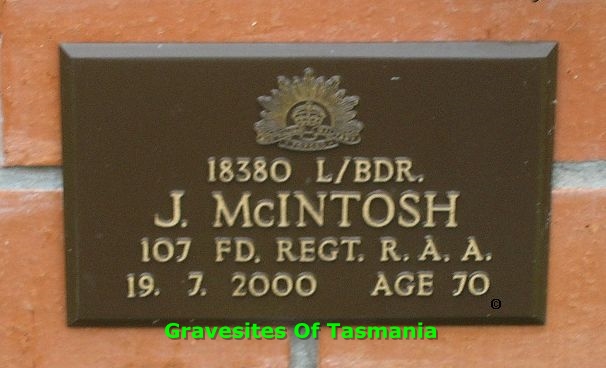 18380 L/BDR.
J. McINTOSH
107 FD. REGT. R. A. A.
19. 7. 2000 AGE 70
©
Gravesites Of Tasmania